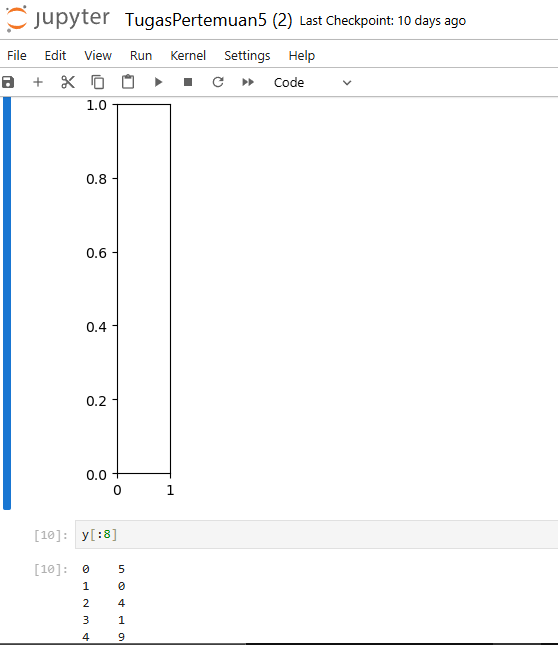 jupyter TugasPertemuan5 (2) Last Checkpoint: 10 days ago
File Edit View Run Kernel Settings Help
Code
1.0
0.8
0.6
0.4
0.2
0.0
0 1
[10]: y[:8]
[10]: 0 5
1 0
2 4
3 1
4 9